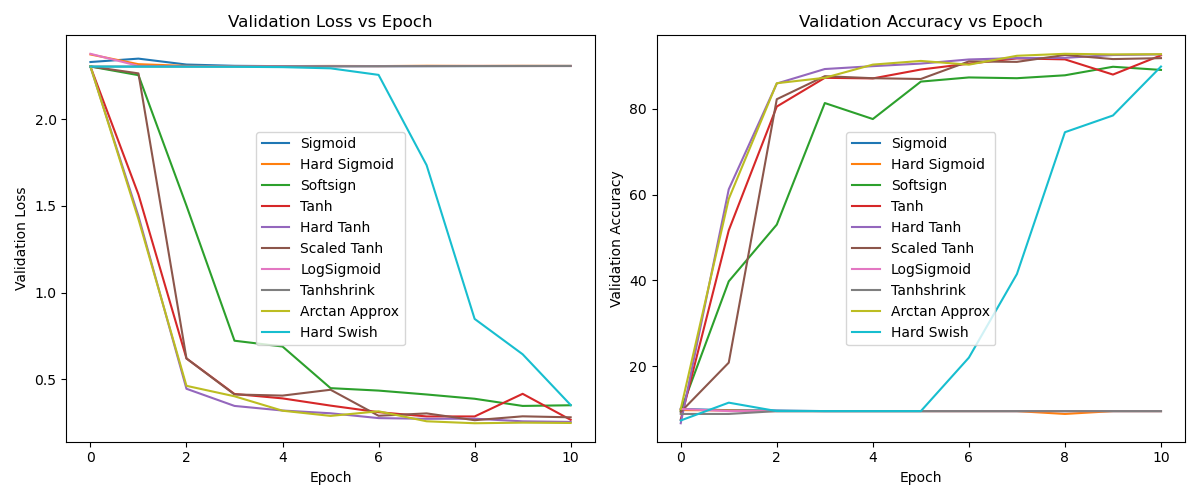 Validation Loss vs Epoch
Validation Loss
2.0
1.5
1.0
0.5
0
2
4
6
8
10
Epoch
Sigmoid
Hard Sigmoid
Softsign
Tanh
Hard Tanh
Scaled Tanh
LogSigmoid
Tanhshrink
Arctan Approx
Hard Swish
Validation Accuracy vs Epoch
Validation Accuracy
80
60
40
20
0
2
4
6
8
10
Epoch
Sigmoid
Hard Sigmoid
Softsign
Tanh
Hard Tanh
Scaled Tanh
LogSigmoid
Tanhshrink
Arctan Approx
Hard Swish